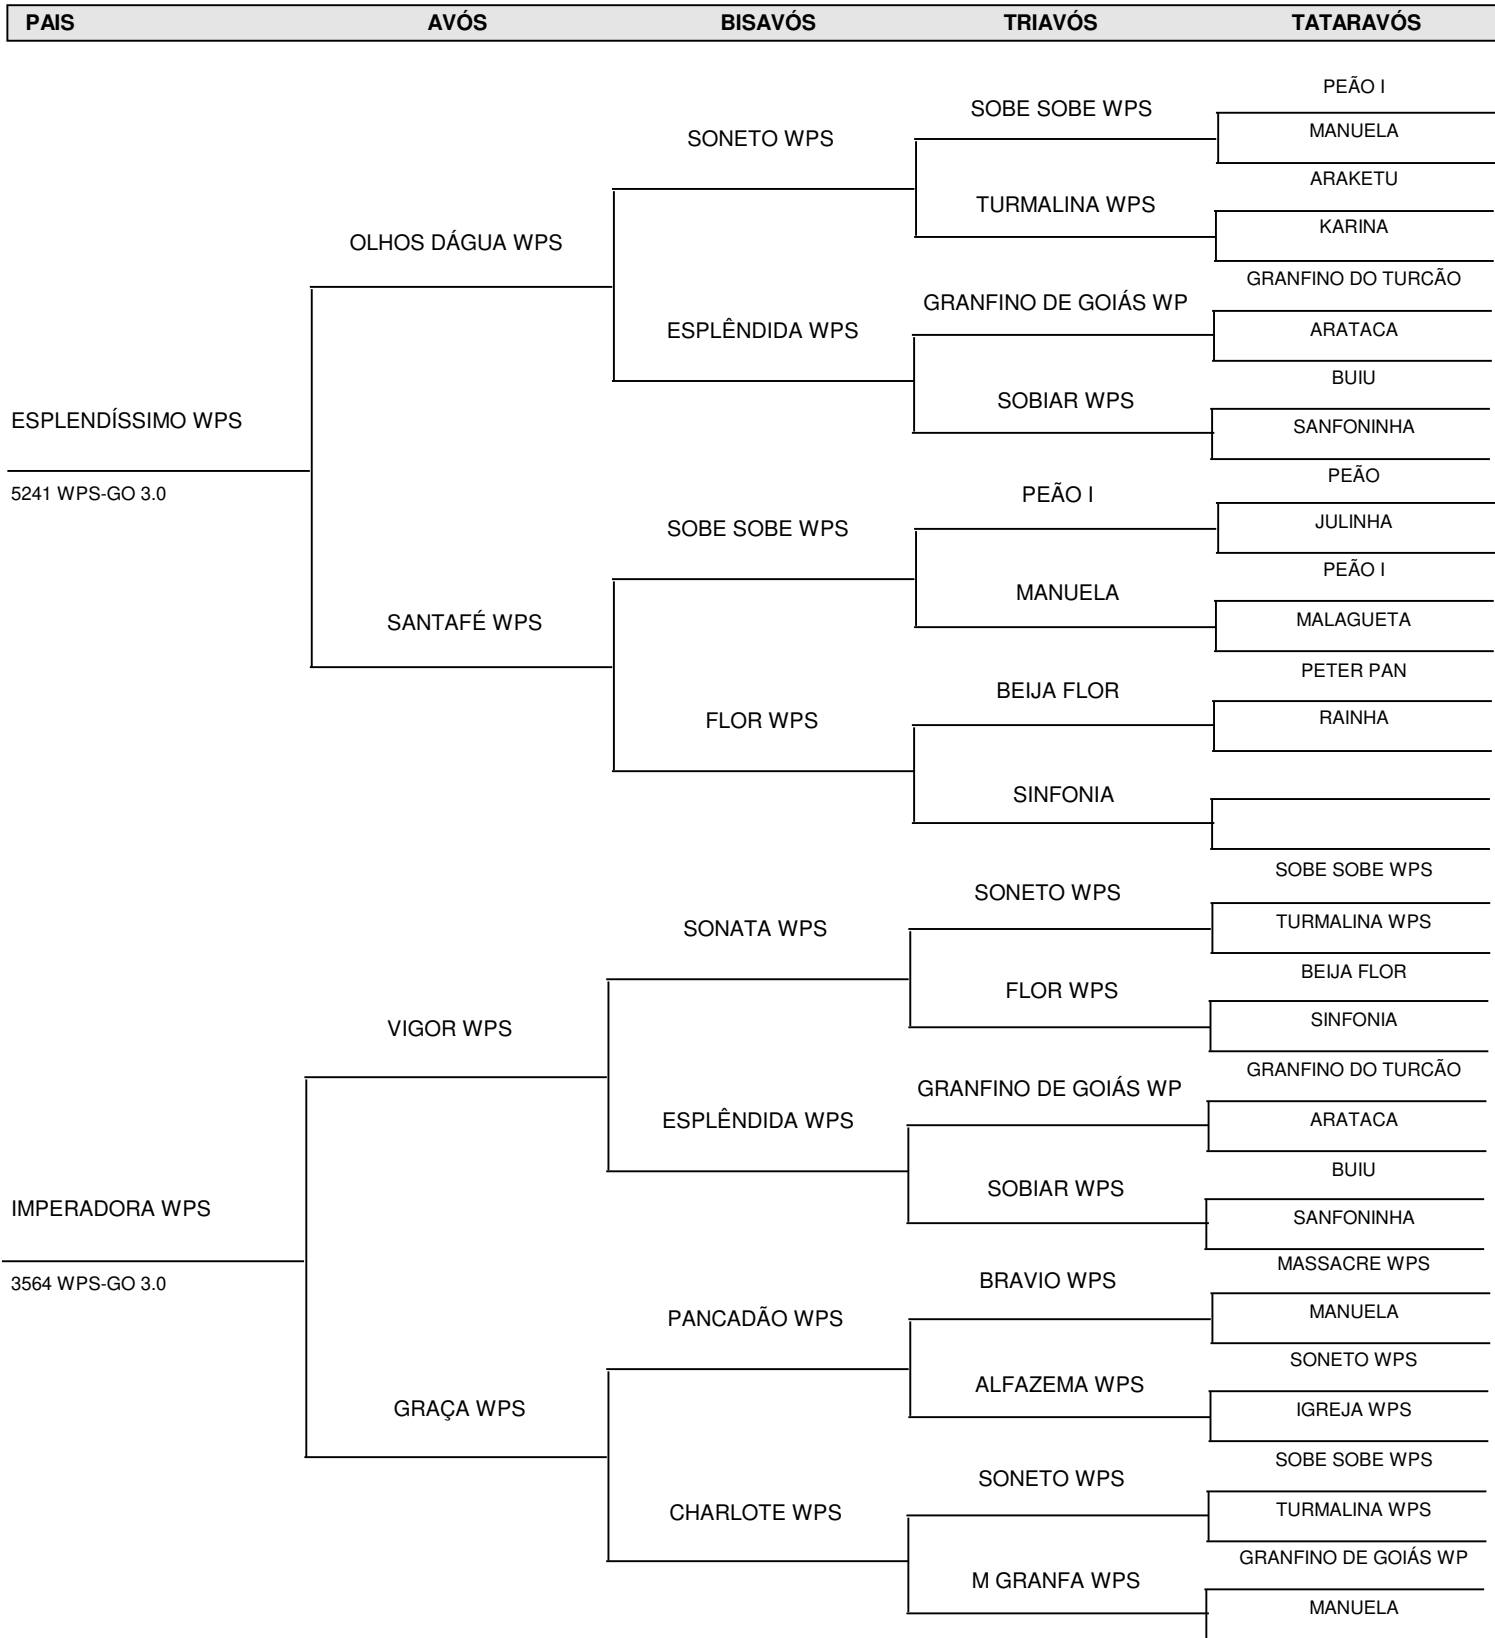 PAIS AVÓS BISAVÓS TRIAVÓS TATARAVÓS
PEÃO I
SOBE SOBE WPS
MANUELA
SONETO WPS
ARAKETU
TURMALINA WPS
KARINA
OLHOS DÁGUA WPS
GRANFINO DO TURCÃO
GRANFINO DE GOIÁS WP
ARATACA
ESPLÊNDIDA WPS
BUIU
SOBIAR WPS
SANFONINHA
ESPLENDÍSSIMO WPS
5241 WPS-GO 3.0
PEÃO
PEÃO I
JULINHA
SOBE SOBE WPS
PEÃO I
MANUELA
MALAGUETA
SANTAFÉ WPS
PETER PAN
BEIJA FLOR
RAINHA
FLOR WPS
SINFONIA
SOBE SOBE WPS
SONETO WPS
TURMALINA WPS
SONATA WPS
BEIJA FLOR
FLOR WPS
SINFONIA
VIGOR WPS
GRANFINO DO TURCÃO
GRANFINO DE GOIÁS WP
ARATACA
ESPLÊNDIDA WPS
BUIU
SOBIAR WPS
SANFONINHA
IMPERADORA WPS
3564 WPS-GO 3.0
MASSACRE WPS
BRAVIO WPS
MANUELA
PANCADÃO WPS
SONETO WPS
ALFAZEMA WPS
IGREJA WPS
GRAÇA WPS
SOBE SOBE WPS
SONETO WPS
TURMALINA WPS
CHARLOTE WPS
GRANFINO DE GOIÁS WP
M GRANFA WPS
MANUELA